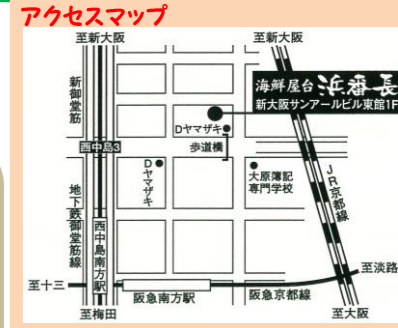 アクセスマップ
至新大阪
至新大阪
新御堂筋
海鮮屋台 浜番長
新大阪サンアールビル東館1F
Dヤマザキ
歩道橋
西中島3
Dヤマザキ
大原簿記
専門学校
JR京都線
地下鉄御堂筋線
西中島南方駅
至淡路
至十三
阪急南方駅
阪急京都線
至梅田
至大阪